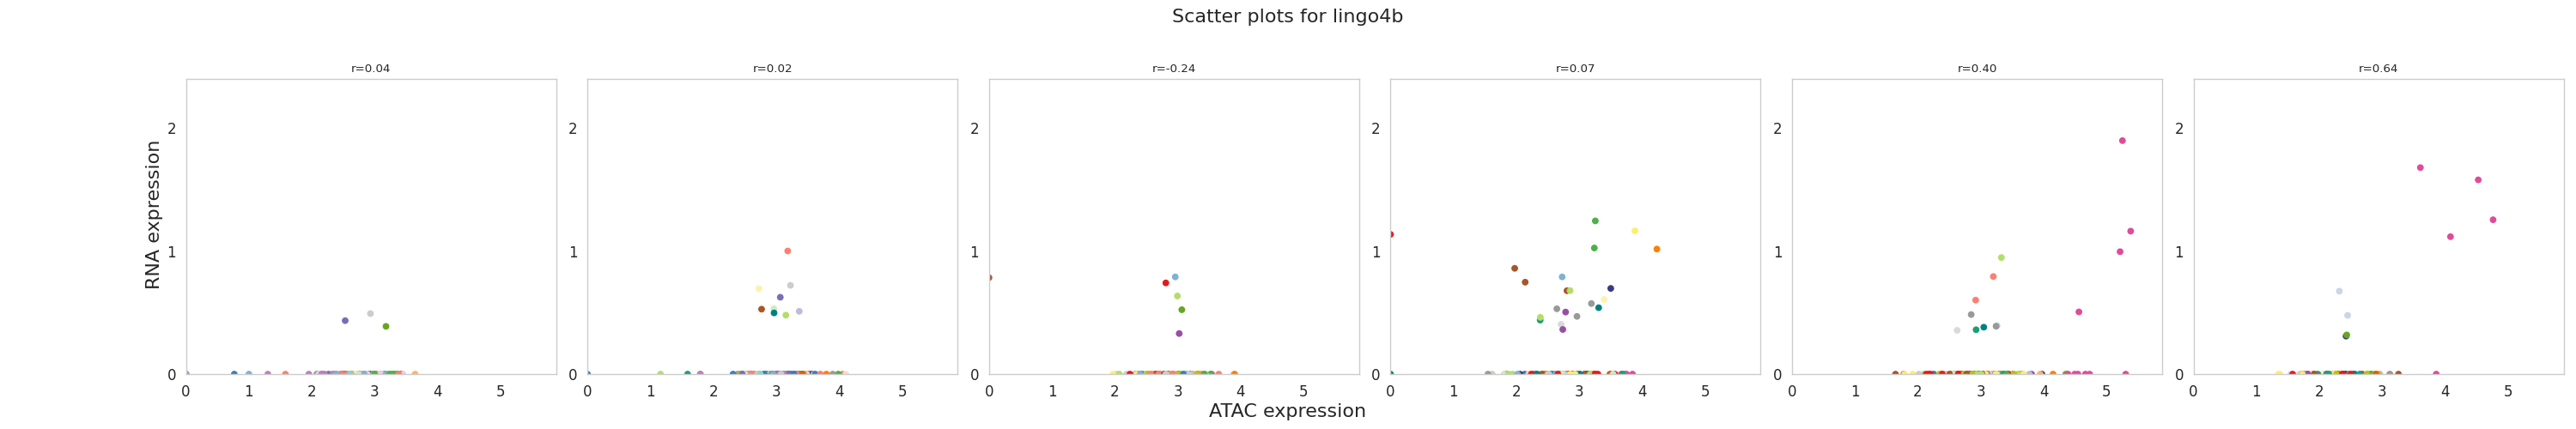 Scatter plots for lingo4b
r=0.04 r=0.02 r=-0.24 r=0.07 r=0.40 r=0.64
RNA expression
2 2 2 2 2 2
1 1 1 1 1 1
0 0 0 0 0 0
0 1 2 3 4 5 0 1 2 3 4 5 0 1 2 3 4 5 0 1 2 3 4 5 0 1 2 3 4 5 0 1 2 3 4 5
ATAC expression